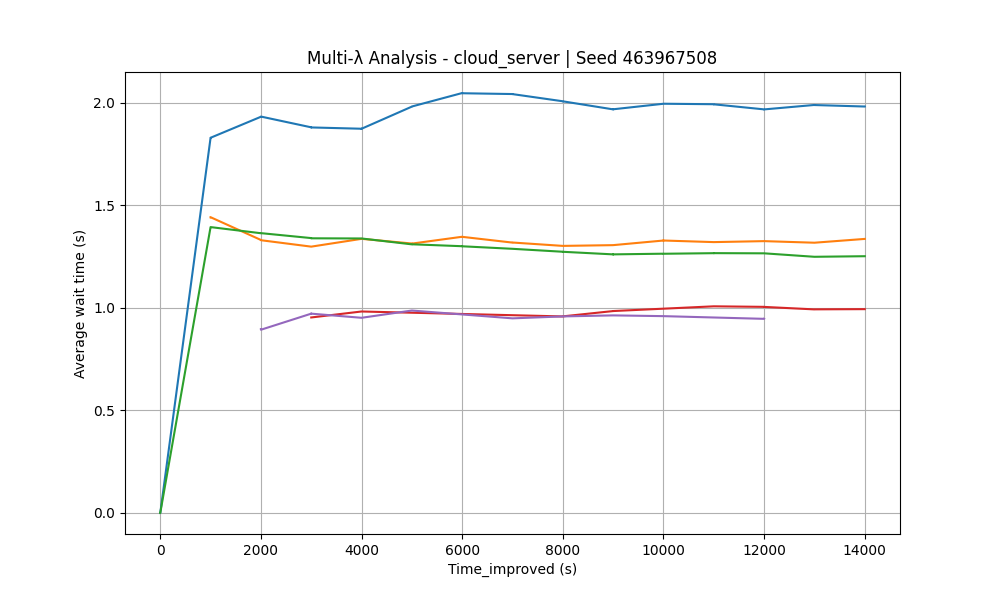 Multi-λ Analysis - cloud_server | Seed 463967508
Average wait time (s)
2.0
1.5
1.0
0.5
0.0
0 2000 4000 6000 8000 10000 12000 14000
Time_improved (s)